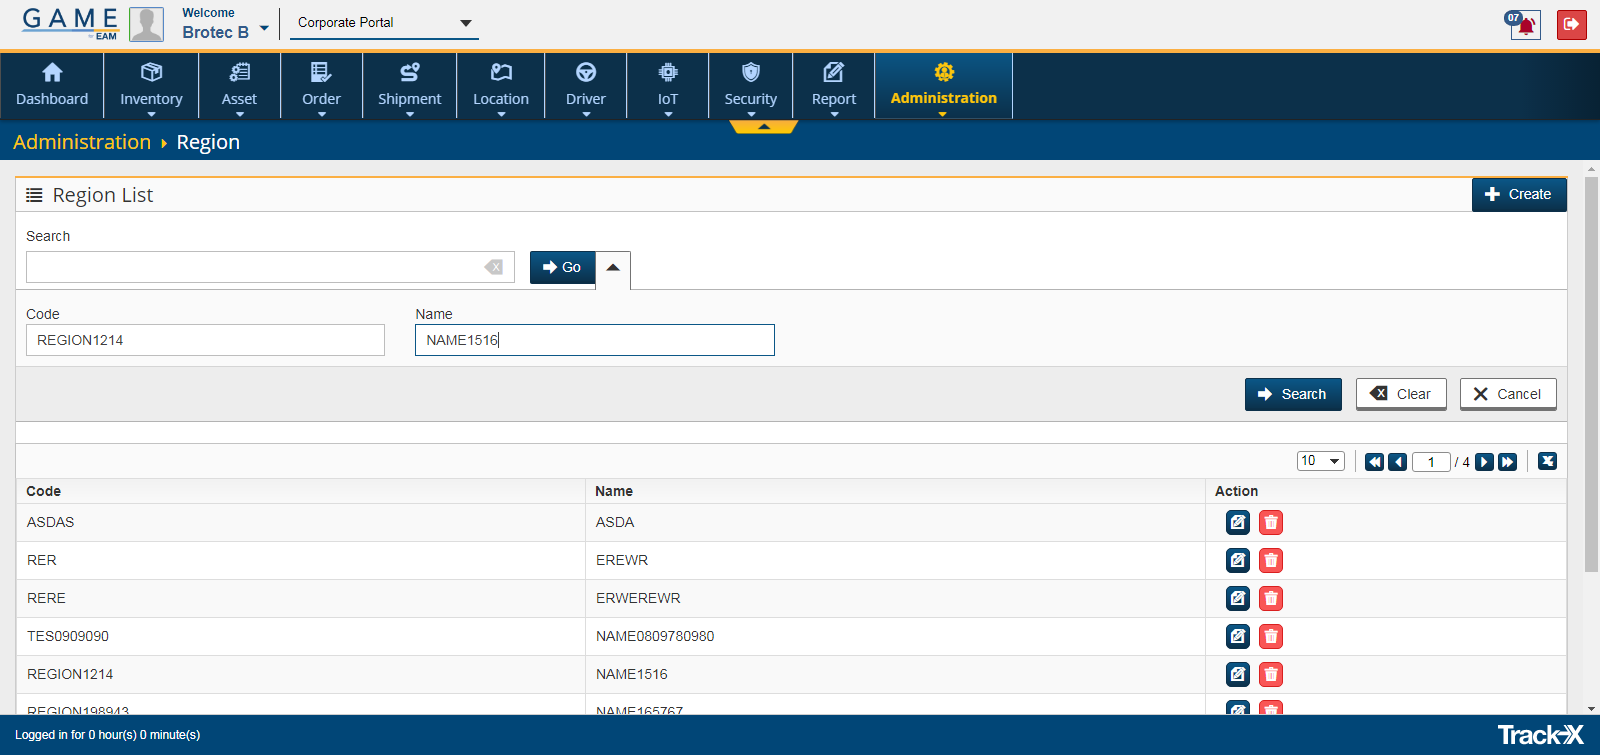 GAME
EAM
Welcome
Brotec B
Corporate Portal
07
Dashboard
Inventory
Asset
Order
Shipment
Location
Driver
IoT
Security
Report
Administration
Administration Region
Region List
Create
Search
Go
Code Name
REGION1214 NAME1516
Search Clear Cancel
10 1 / 4
Code Name Action
ASDAS ASDA
RER EREWR
RERE ERWEREWR
TES0909090 NAME0809780980
REGION1214 NAME1516
REGION198943 NAME165767
Logged in for 0 hour(s) 0 minute(s)
Track-X